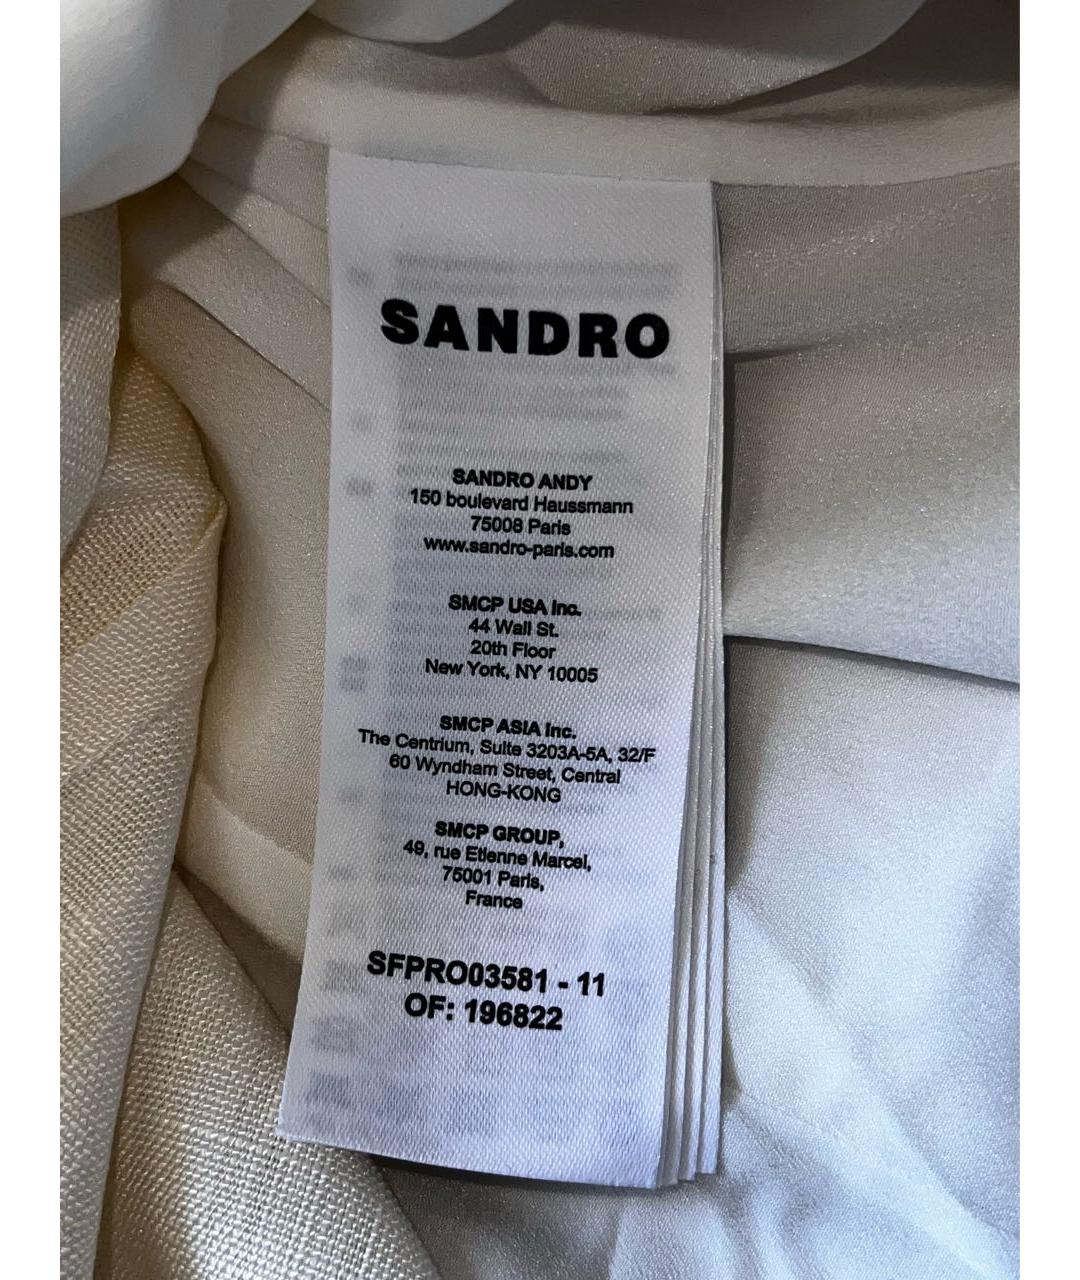 SANDRO
SANDRO ANDY
150 boulevard Haussmann
75008 Paris
www.sandro-paris.com
SMCP USA Inc.
44 Wall St.
20th Floor
New York, NY 10005
SMCP ASIA Inc.
The Centrium, Suite 3203A-5A, 32/F
60 Wyndham Street, Central
HONG-KONG
SMCP GROUP,
49, rue Etienne Marcel,
75001 Paris,
France
SFPRO03581 - 11
OF: 196822